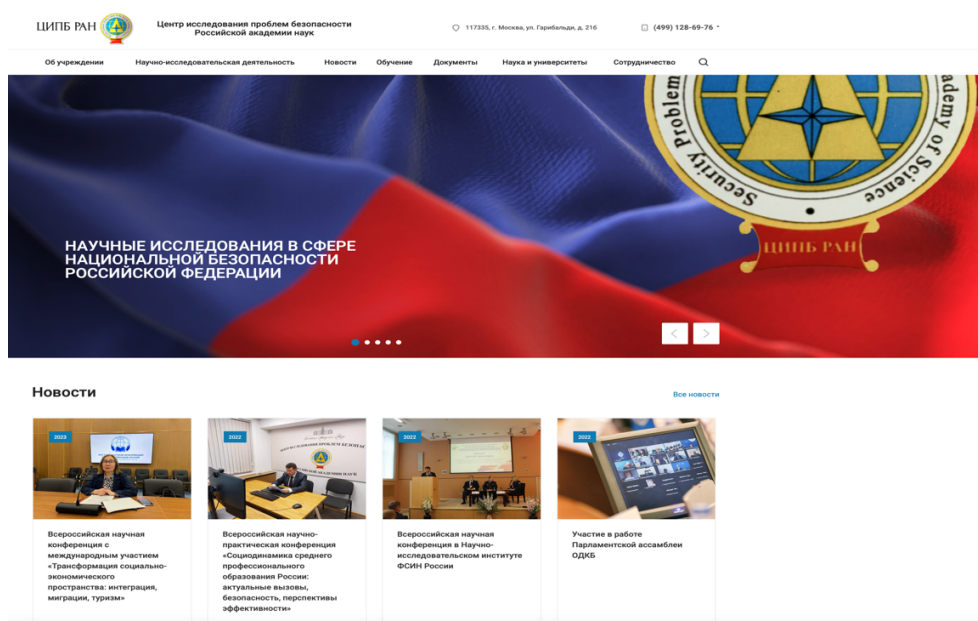 ЦИПБ РАН
Центр исследования проблем безопасности
Российской академии наук
117335, г. Москва, ул. Гарибальди, д. 21б
(499) 128-69-76
Об учреждении
Научно-исследовательская деятельность
Новости
Обучение
Документы
Наука и университеты
Сотрудничество
Security Problem
ademy of Science
ЦИПБ РАН
НАУЧНЫЕ ИССЛЕДОВАНИЯ В СФЕРЕ
НАЦИОНАЛЬНОЙ БЕЗОПАСНОСТИ
РОССИЙСКОЙ ФЕДЕРАЦИИ
Новости
Все новости
2023
2022
2022
2022
Всероссийская научная
конференция с
международным участием
«Трансформация социально-
экономического
пространства: интеграция,
миграции, туризм»
Всероссийская научно-
практическая конференция
«Социодинамика среднего
профессионального
образования России:
актуальные вызовы,
безопасность, перспективы
эффективности»
Всероссийская научная
конференция в Научно-
исследовательском институте
ФСИН России
Участие в работе
Парламентской ассамблеи
ОДКБ